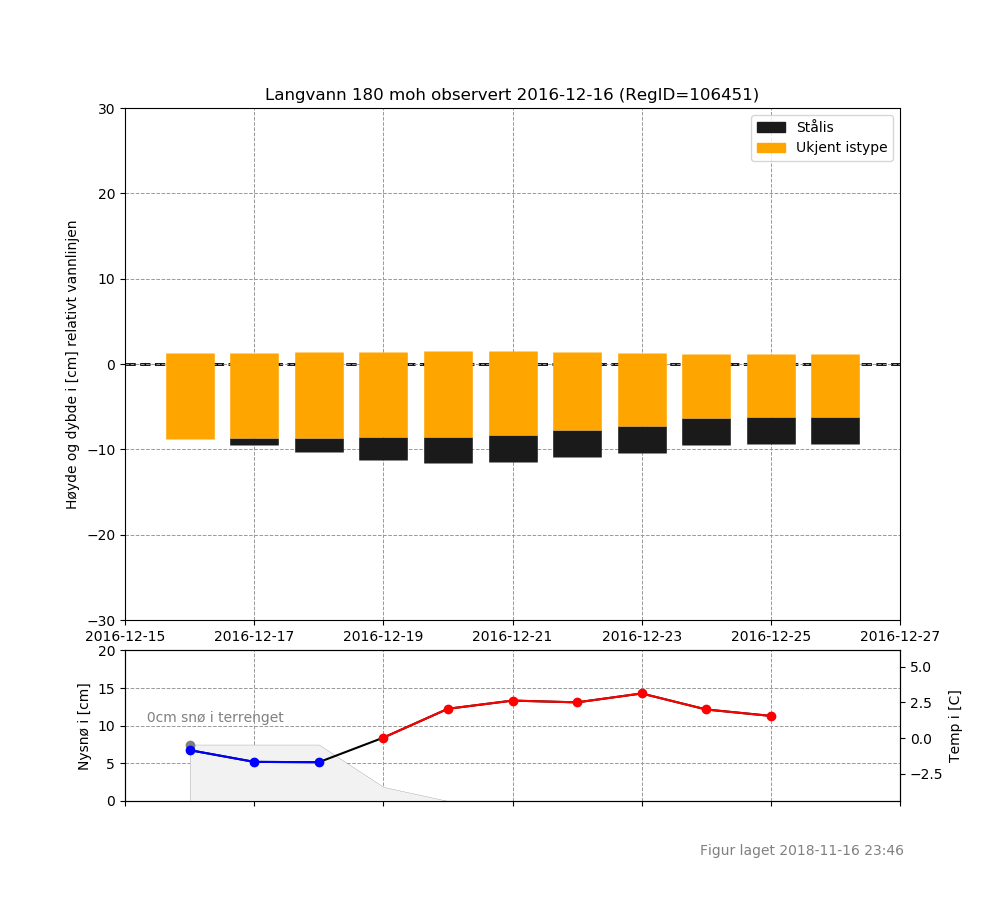 Langvann 180 moh observert 2016-12-16 (RegID=106451)
Stålis
Ukjent istype
Høyde og dybde i [cm] relativt vannlinjen
30
20
10
0
−10
−20
−30
2016-12-15 2016-12-17 2016-12-19 2016-12-21 2016-12-23 2016-12-25 2016-12-27
Nysnø i [cm]
20
15
10
5
0
0cm snø i terrenget
5.0
2.5
0.0
−2.5
Temp i [C]
Figur laget 2018-11-16 23:46